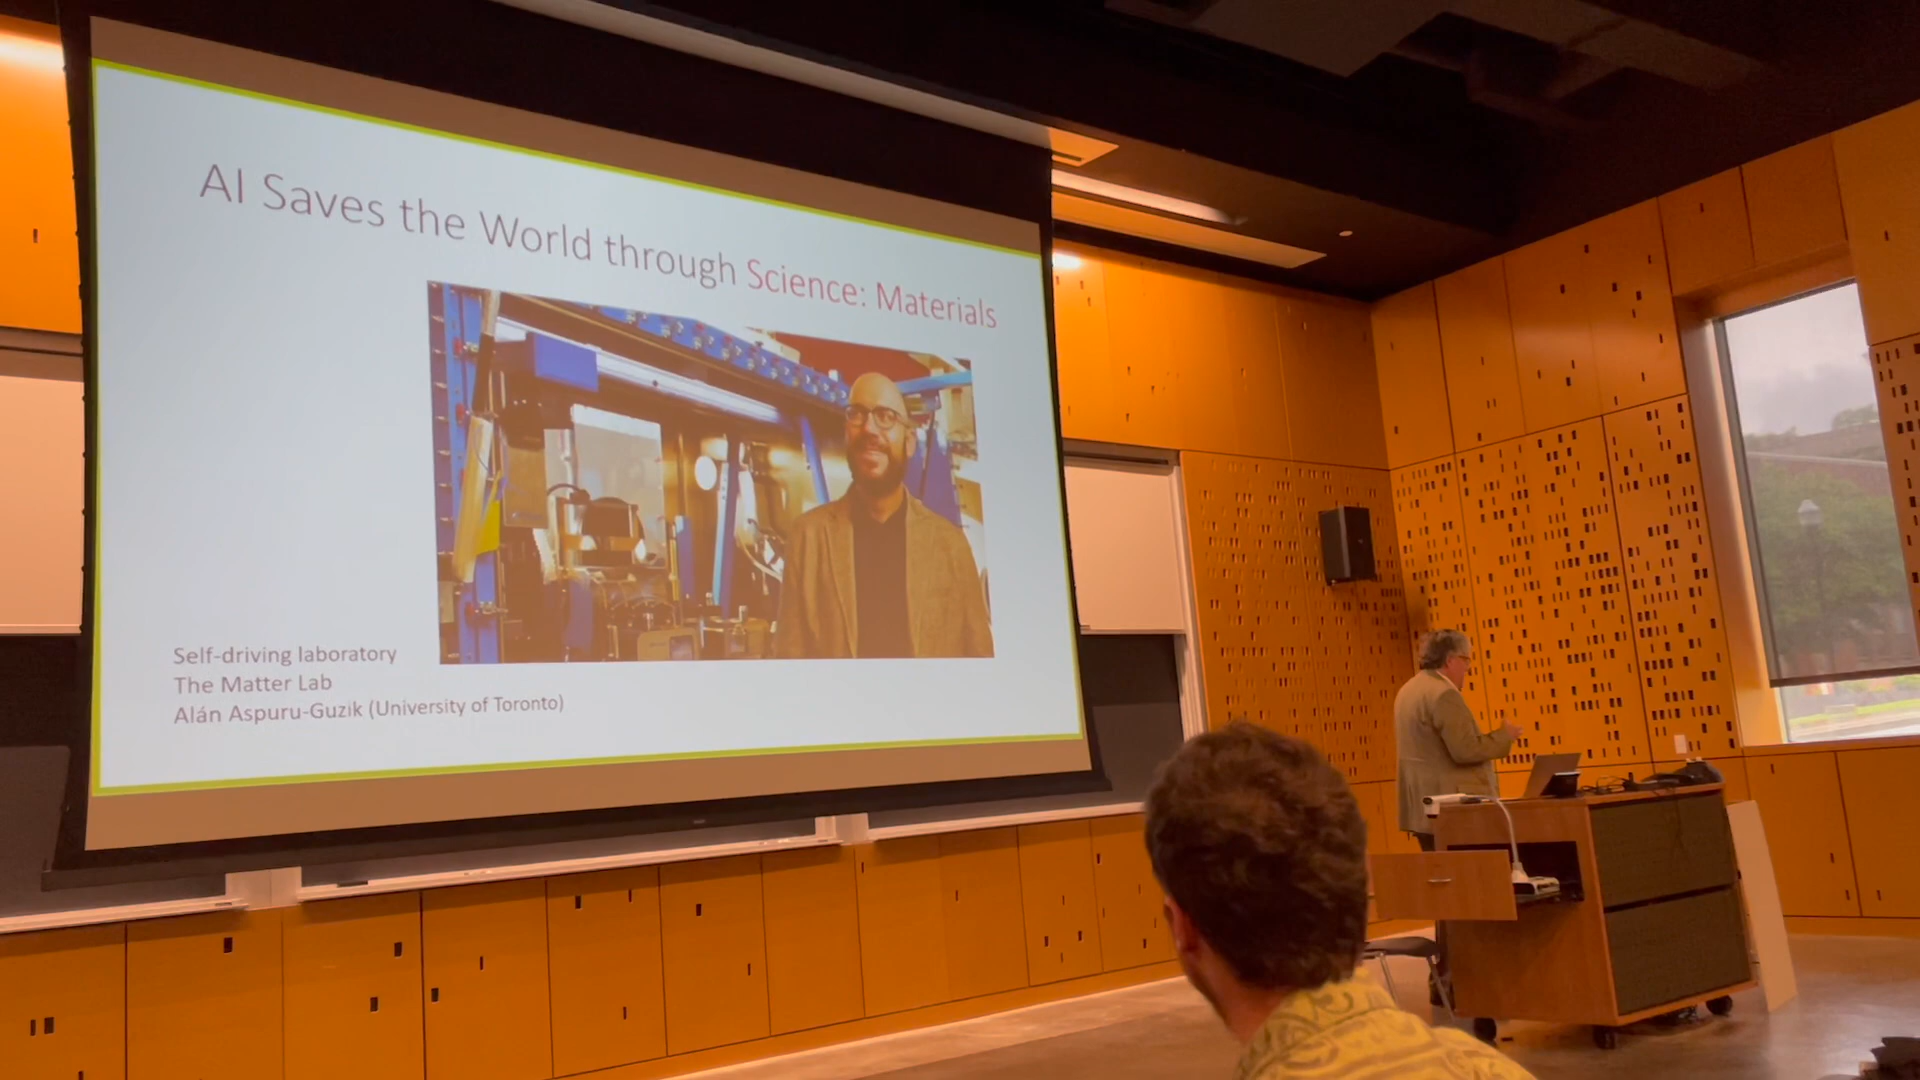 AI Saves the World through Science: Materials
Self-driving laboratory
The Matter Lab
Alán Aspuru-Guzik (University of Toronto)